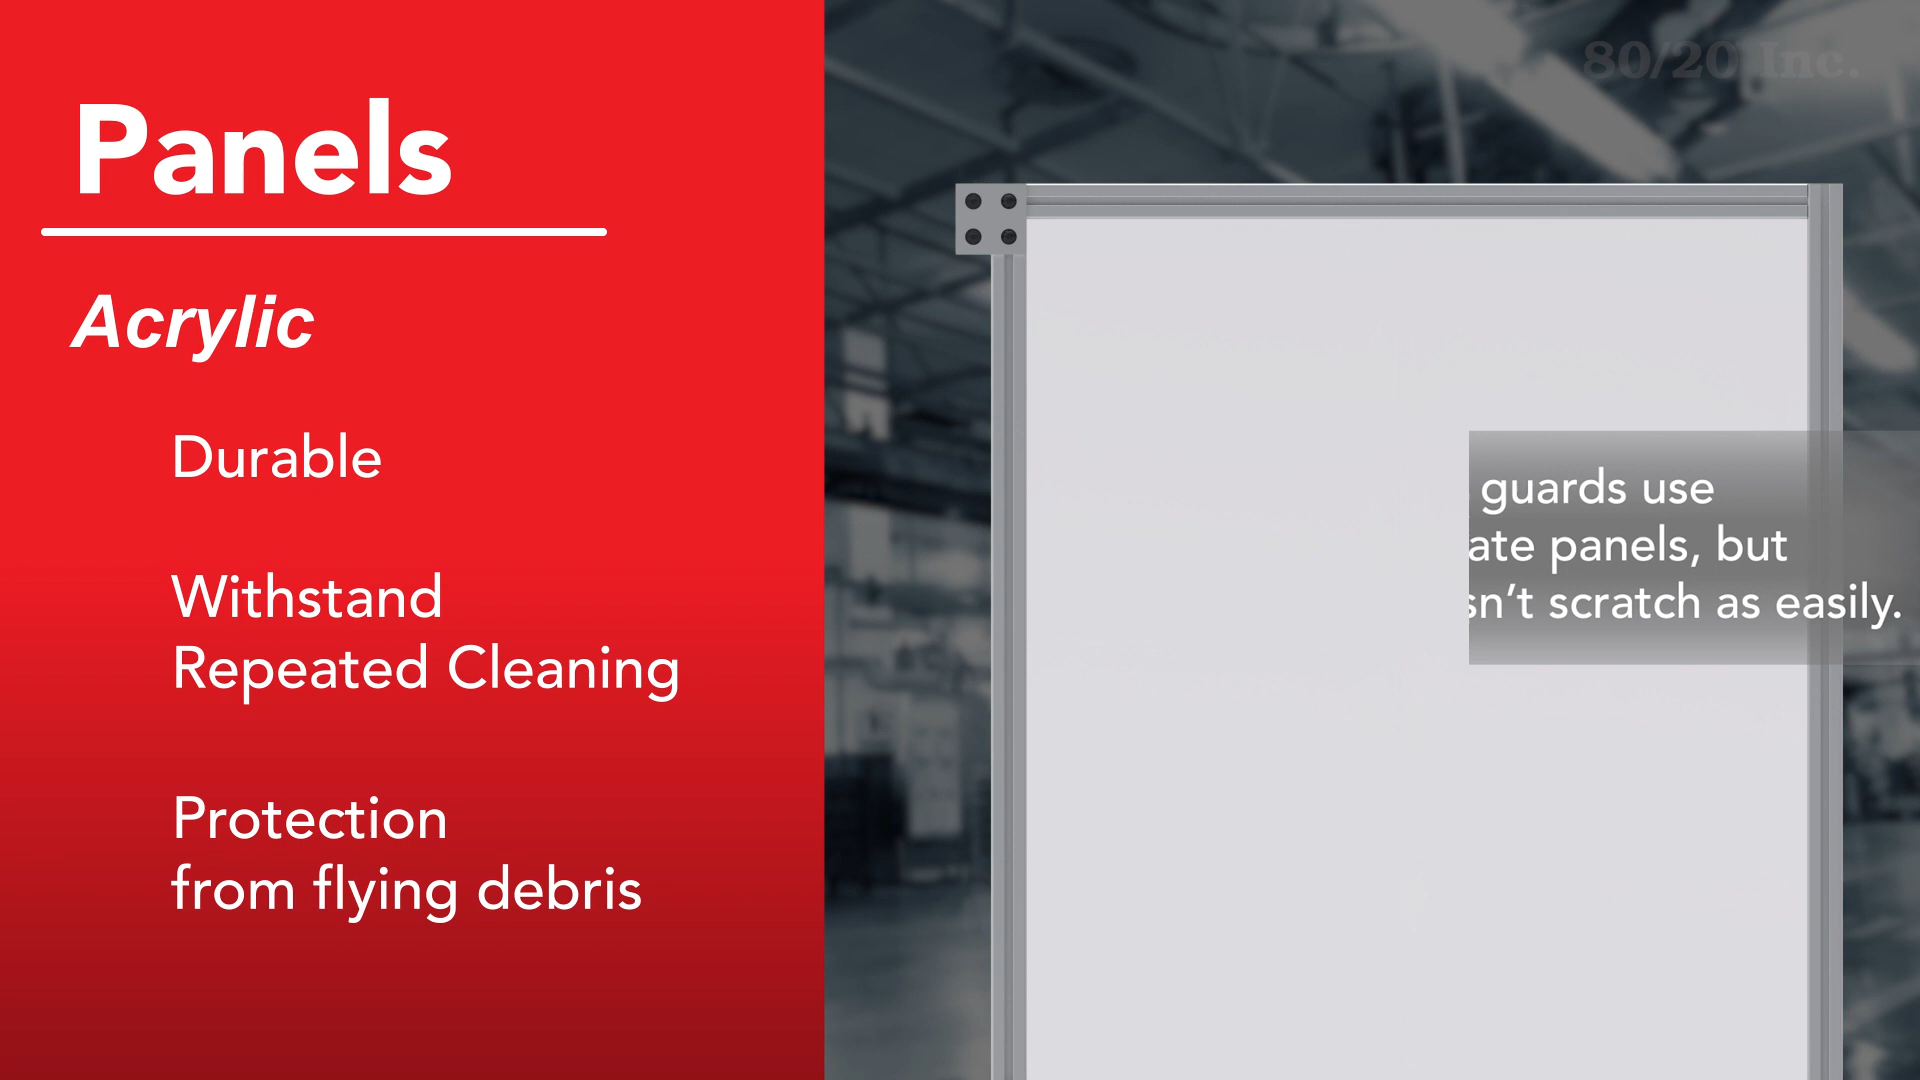 Panels
Acrylic
Durable
Withstand
Repeated Cleaning
Protection
from flying debris
80/20 Inc.
guards use
ate panels, but
sn't scratch as easily.